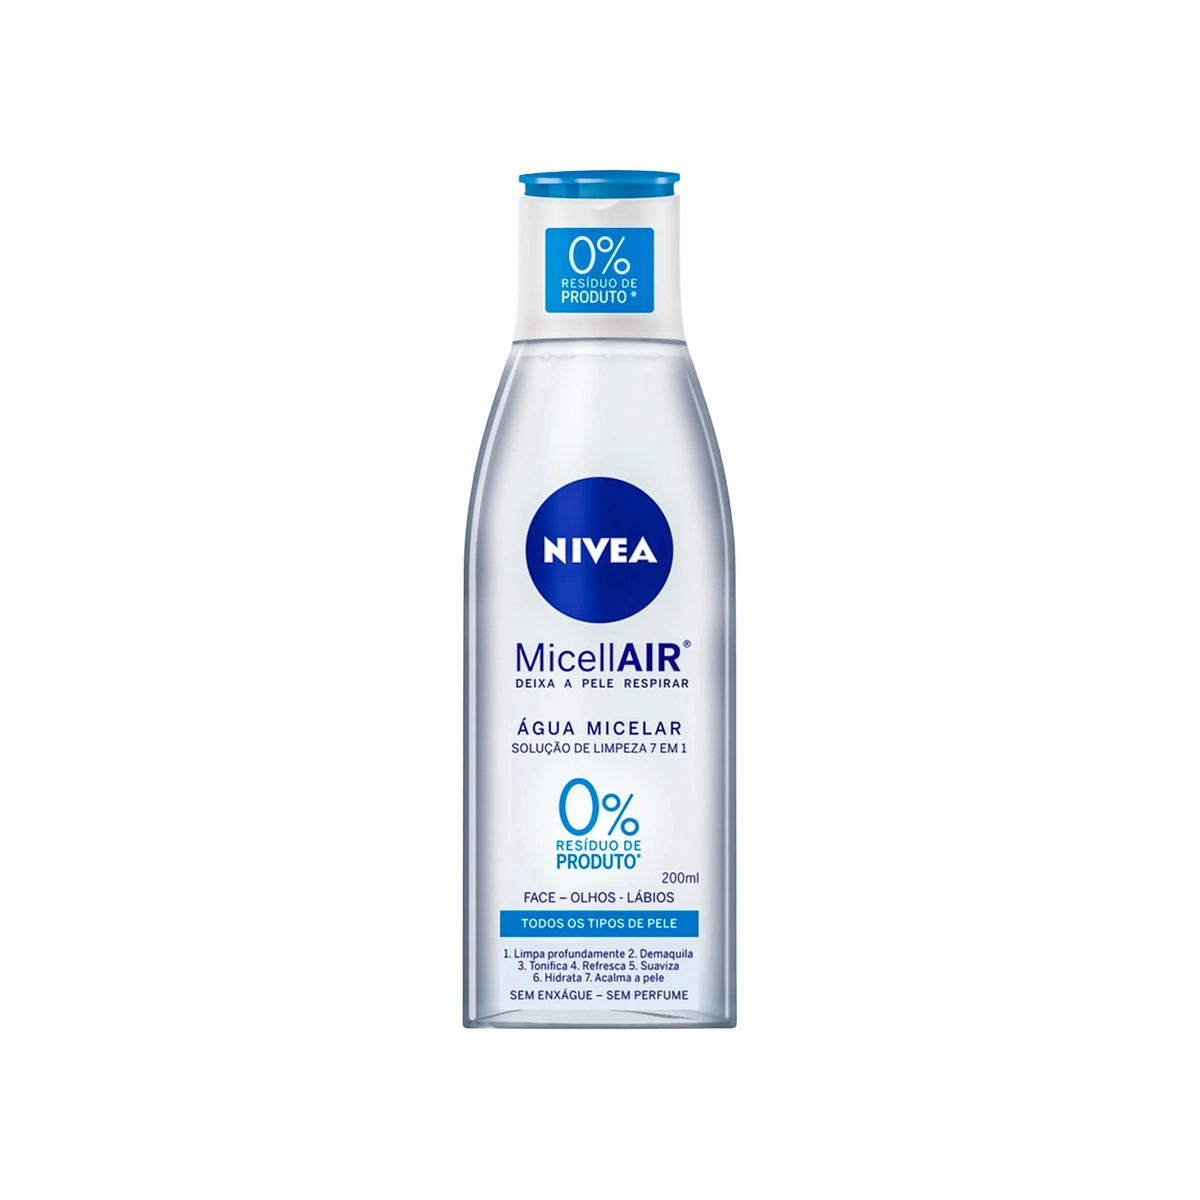 0%
RESÍDUO DE
PRODUTO*
NIVEA
MicellAIR®
DEIXA A PELE RESPIRAR
ÁGUA MICELAR
SOLUÇÃO DE LIMPEZA 7 EM 1
0%
RESÍDUO DE
PRODUTO*
200ml
FACE – OLHOS - LÁBIOS
TODOS OS TIPOS DE PELE
1. Limpa profundamente 2. Demaquila
3. Tonifica 4. Refresca 5. Suaviza
6. Hidrata 7. Acalma a pele
SEM ENXÁGUE – SEM PERFUME